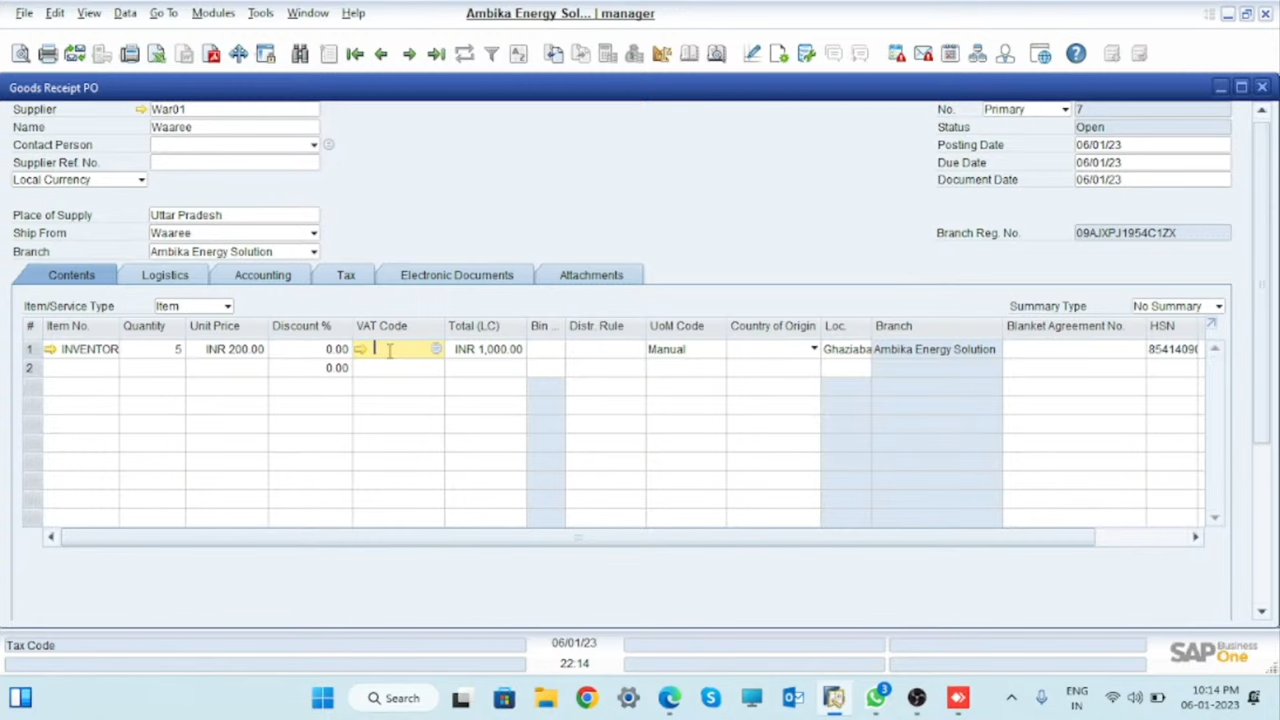 File Edit View Data Go To Modules Tools Window Help
Ambika Energy Sol... | manager
Goods Receipt PO
Supplier War01
Name Waaree
Contact Person
Supplier Ref. No.
Local Currency
Place of Supply Uttar Pradesh
Ship From Waaree
Branch Ambika Energy Solution
No. Primary 7
Status Open
Posting Date 06/01/23
Due Date 06/01/23
Document Date 06/01/23
Branch Reg. No. 09AJXPJ1954C1ZX
Contents Logistics Accounting Tax Electronic Documents Attachments
Item/Service Type Item
Summary Type No Summary
# Item No. Quantity Unit Price Discount % VAT Code Total (LC) Bin ... Distr. Rule UoM Code Country of Origin Loc. Branch Blanket Agreement No. HSN
1 INVENTOR 5 INR 200.00 0.00 INR 1,000.00 Manual Ghaziaba Ambika Energy Solution 85414090
2 0.00
Tax Code
06/01/23
22:14
SAP Business One
Search
3
ENG
IN
10:14 PM
06-01-2023